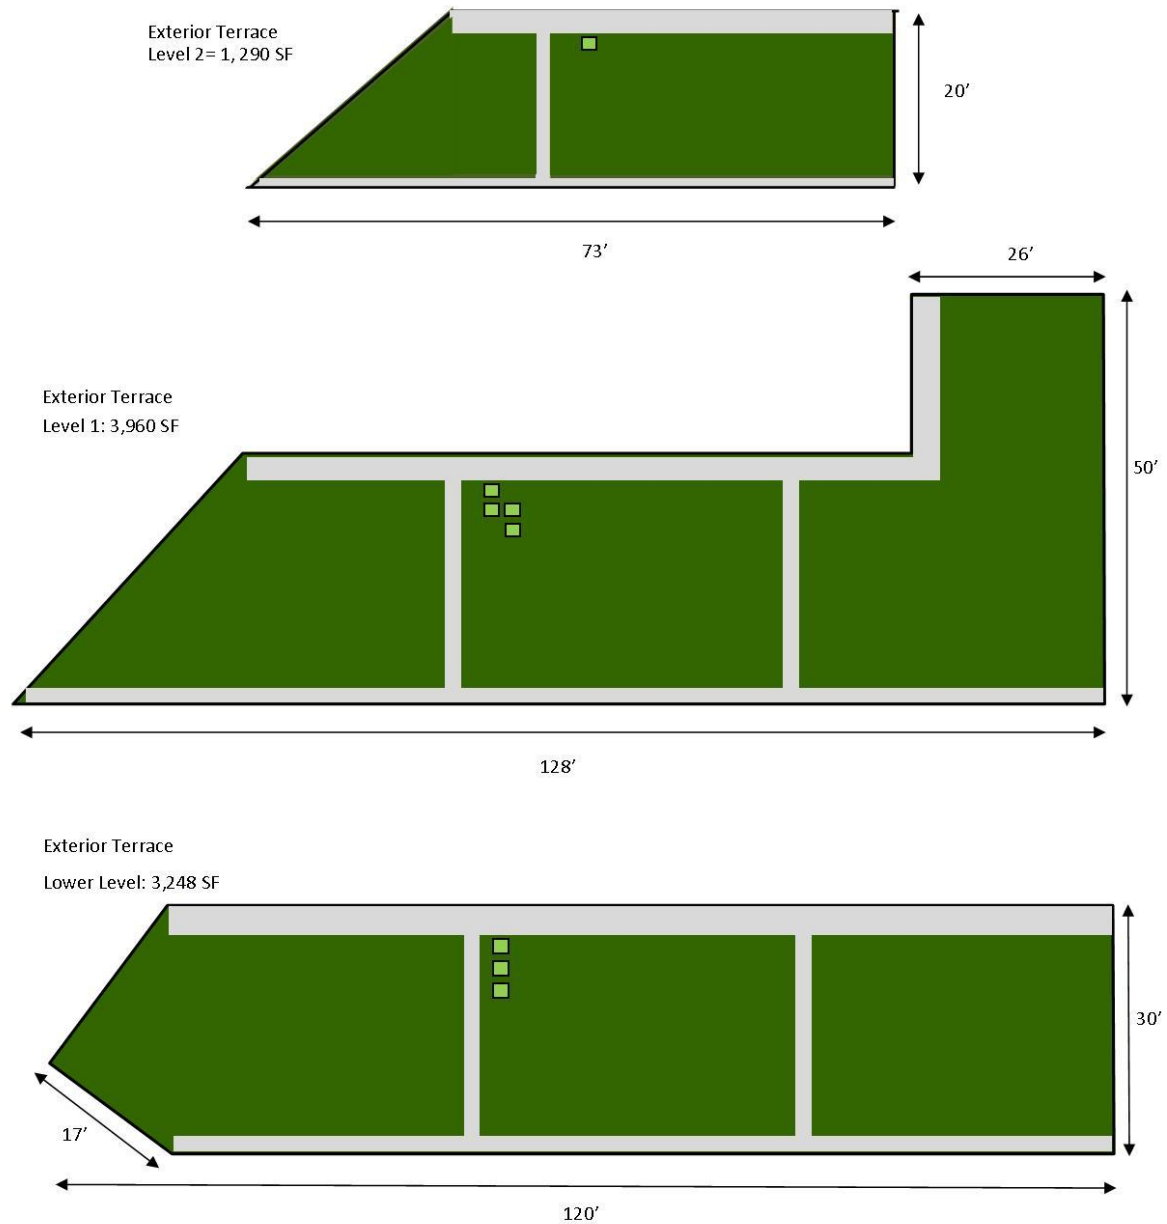 Exterior Terrace
Level 2= 1, 290 SF
20’
73’
26’
Exterior Terrace
Level 1: 3,960 SF
50’
128’
Exterior Terrace
Lower Level: 3,248 SF
30’
17’
120’